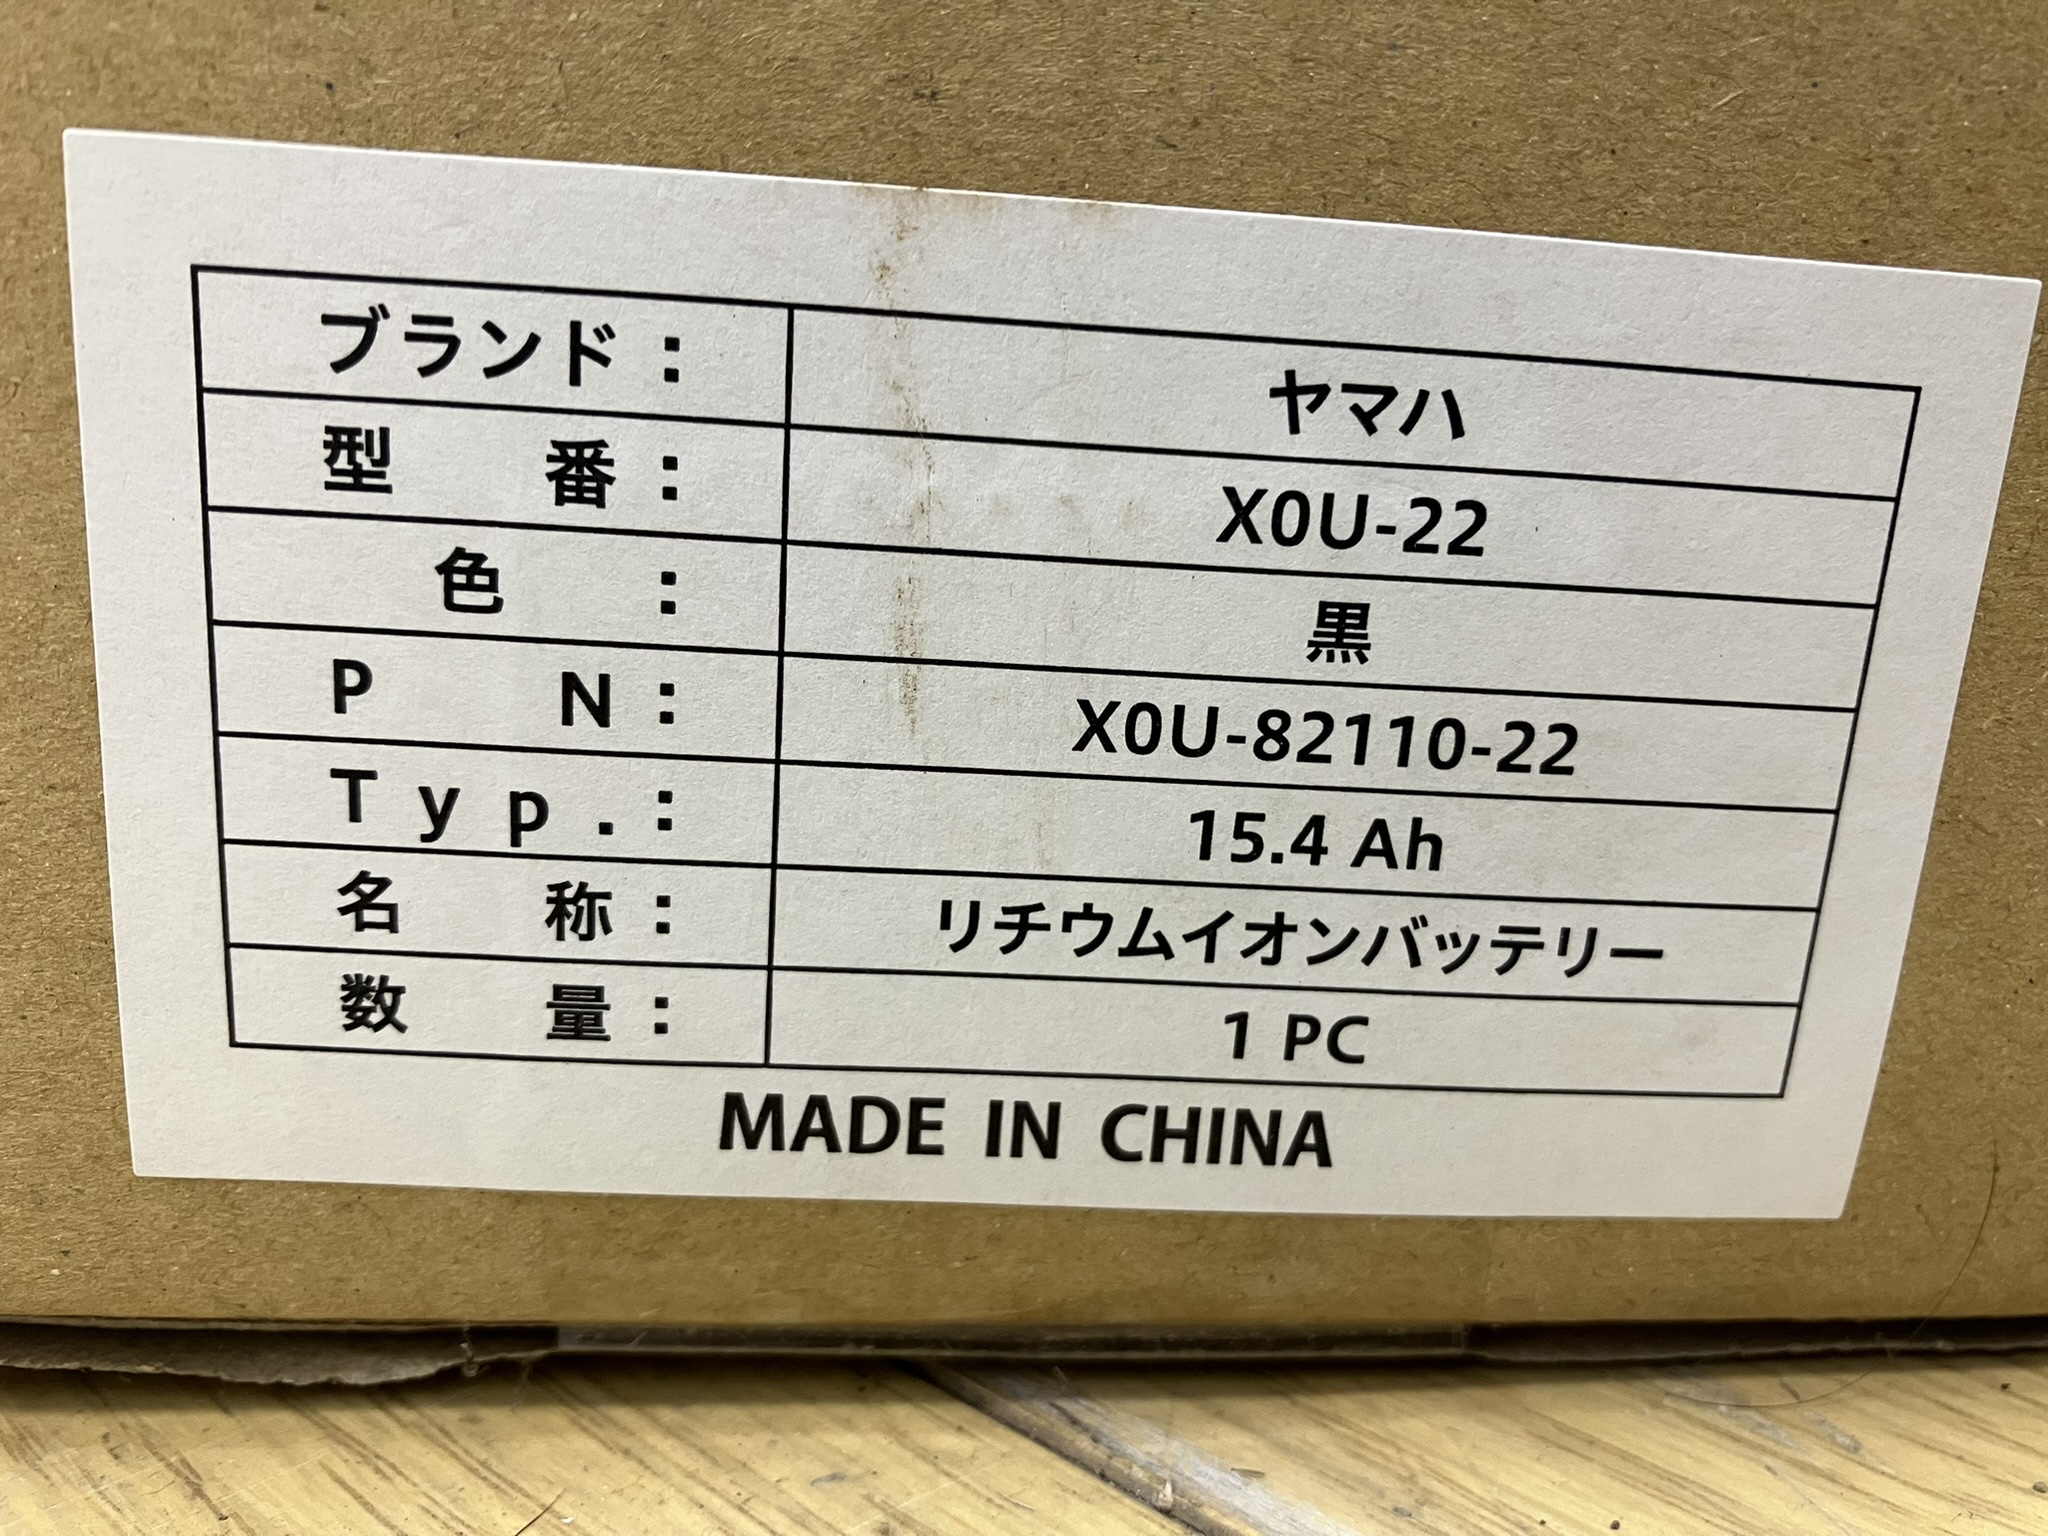 ブランド： ヤマハ
型番： X0U-22
色： 黒
PN： X0U-82110-22
Typ.： 15.4 Ah
名称： リチウムイオンバッテリー
数量： 1 PC
MADE IN CHINA